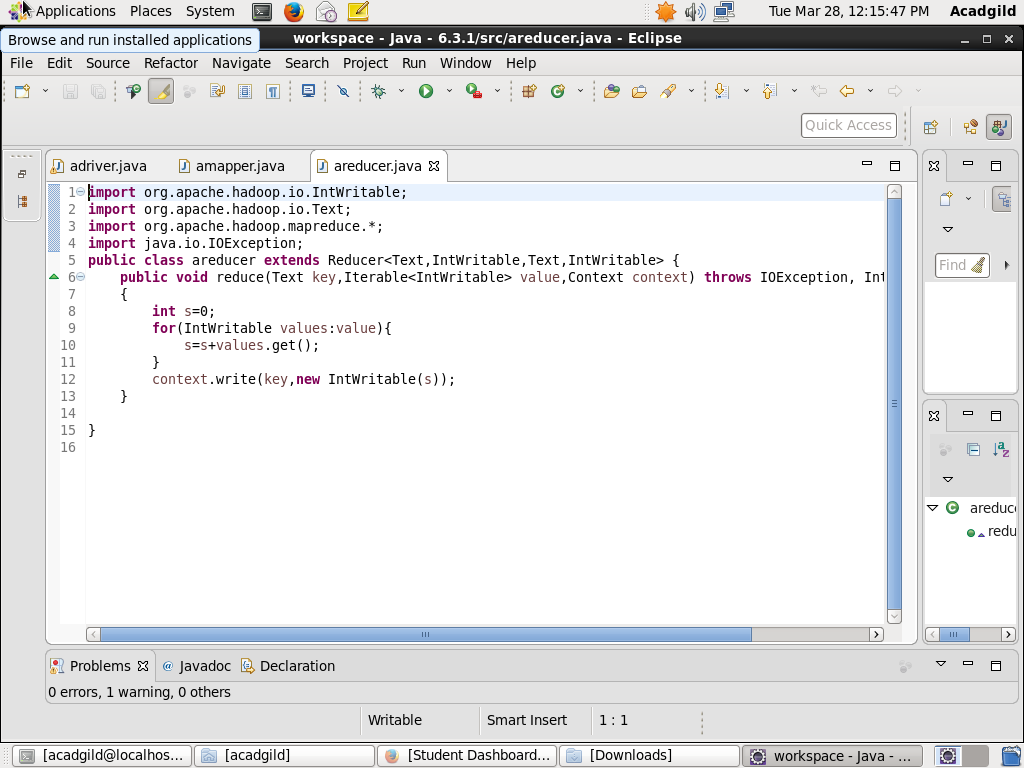 Applications Places System Tue Mar 28, 12:15:47 PM Acadgild
Browse and run installed applications
workspace - Java - 6.3.1/src/areducer.java - Eclipse
File Edit Source Refactor Navigate Search Project Run Window Help
Quick Access
adriver.java amapper.java areducer.java
1 import org.apache.hadoop.io.IntWritable;
2 import org.apache.hadoop.io.Text;
3 import org.apache.hadoop.mapreduce.*;
4 import java.io.IOException;
5 public class areducer extends Reducer<Text,IntWritable,Text,IntWritable> {
6 public void reduce(Text key,Iterable<IntWritable> value,Context context) throws IOException, Int
7 {
8 int s=0;
9 for(IntWritable values:value){
10 s=s+values.get();
11 }
12 context.write(key,new IntWritable(s));
13 }
14
15 }
16
Find
areduc
redu
Problems Javadoc Declaration
0 errors, 1 warning, 0 others
Writable Smart Insert 1 : 1
[acadgild@localhos... [acadgild] [Student Dashboard... [Downloads] workspace - Java - ...